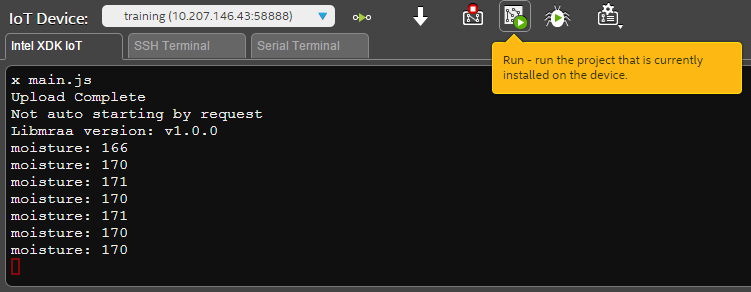 IoT Device: training (10.207.146.43:58888)
Intel XDK IoT SSH Terminal Serial Terminal
Run - run the project that is currently
installed on the device.
x main.js
Upload Complete
Not auto starting by request
Libmraa version: v1.0.0
moisture: 166
moisture: 170
moisture: 171
moisture: 170
moisture: 171
moisture: 170
moisture: 170